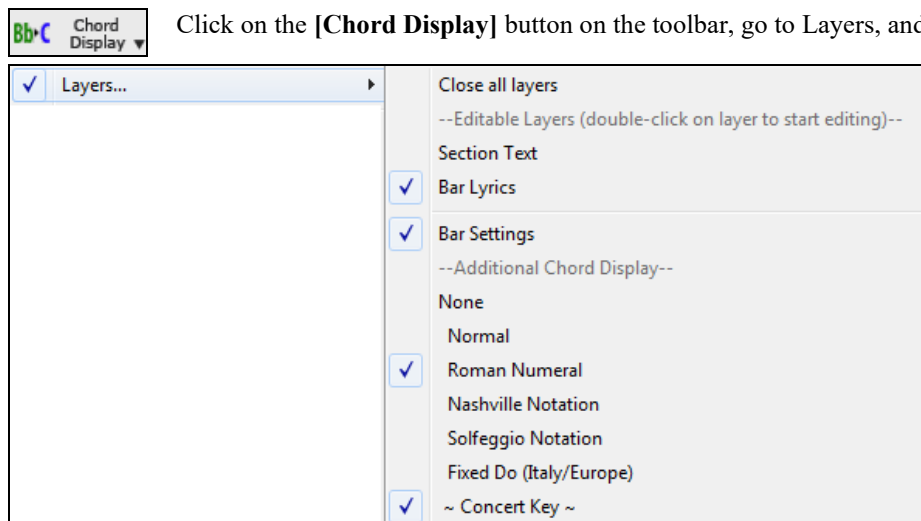 Bb▸C Chord
Display ▼
Click on the [Chord Display] button on the toolbar, go to Layers, and
Layers...
Close all layers
--Editable Layers (double-click on layer to start editing)--
Section Text
Bar Lyrics
Bar Settings
--Additional Chord Display--
None
Normal
Roman Numeral
Nashville Notation
Solfeggio Notation
Fixed Do (Italy/Europe)
~ Concert Key ~